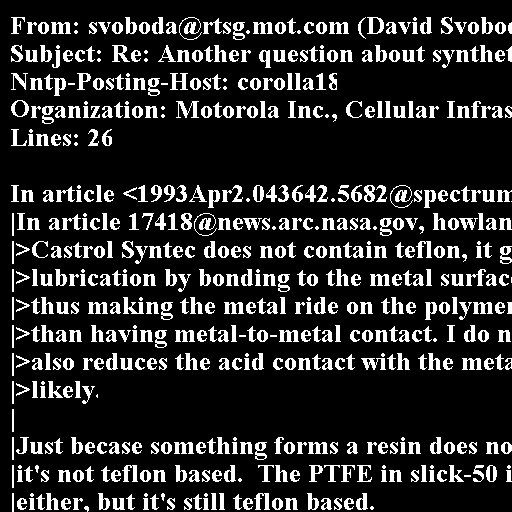 From: svoboda@rtsg.mot.com (David Svobo
Subject: Re: Another question about synthet
Nntp-Posting-Host: corolla18
Organization: Motorola Inc., Cellular Infras
Lines: 26

In article <1993Apr2.043642.5682@spectrum
|In article 17418@news.arc.nasa.gov, howlan
|>Castrol Syntec does not contain teflon, it g
|>lubrication by bonding to the metal surfac
|>thus making the metal ride on the polymer
|>than having metal-to-metal contact. I do n
|>also reduces the acid contact with the meta
|>likely.
|
|Just becase something forms a resin does no
|it's not teflon based.  The PTFE in slick-50 i
|either, but it's still teflon based.